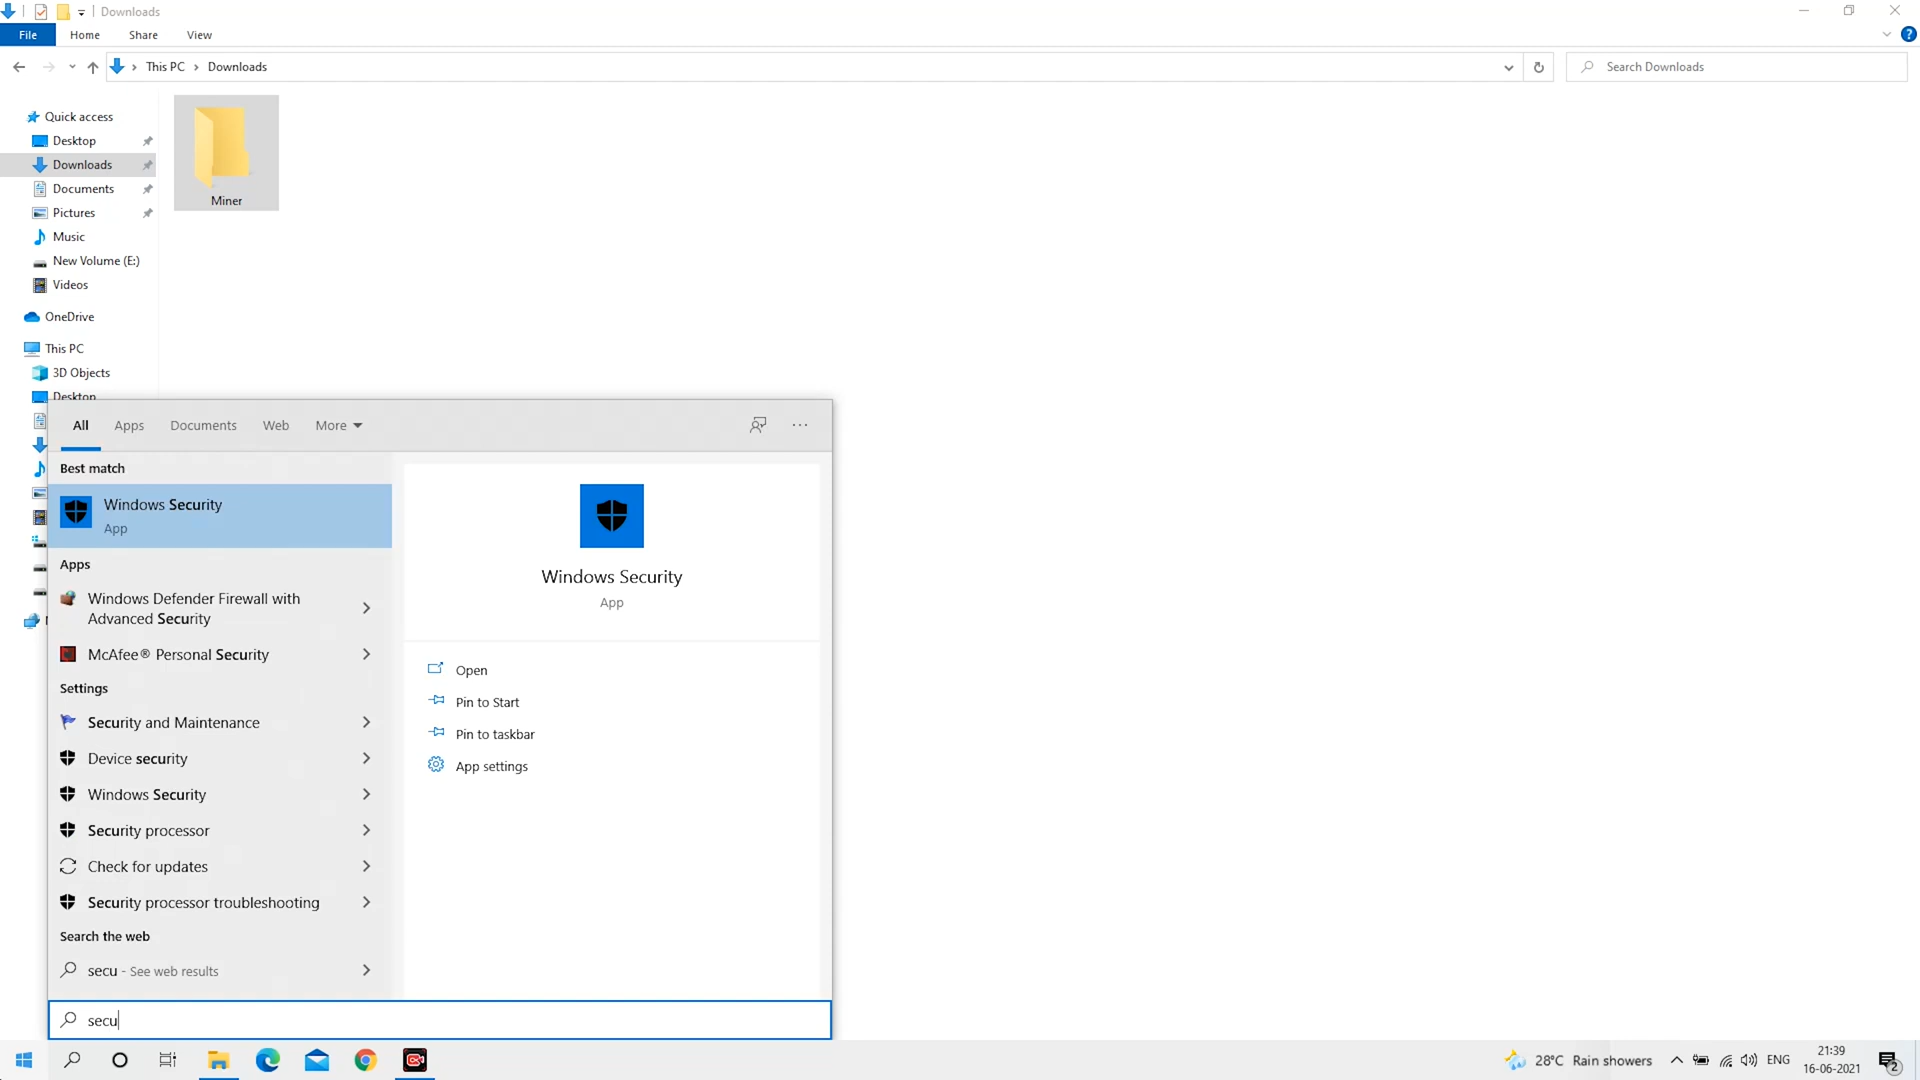 Downloads
File Home Share View
This PC Downloads
Search Downloads
Quick access
Desktop
Downloads
Documents
Pictures
Music
New Volume (E:)
Videos
OneDrive
This PC
3D Objects
Desktop
Miner
All Apps Documents Web More
Best match
Windows Security
App
Apps
Windows Defender Firewall with
Advanced Security
McAfee® Personal Security
Settings
Security and Maintenance
Device security
Windows Security
Security processor
Check for updates
Security processor troubleshooting
Search the web
secu - See web results
secu
Windows Security
App
Open
Pin to Start
Pin to taskbar
App settings
28°C Rain showers
ENG
21:39
16-06-2021
2